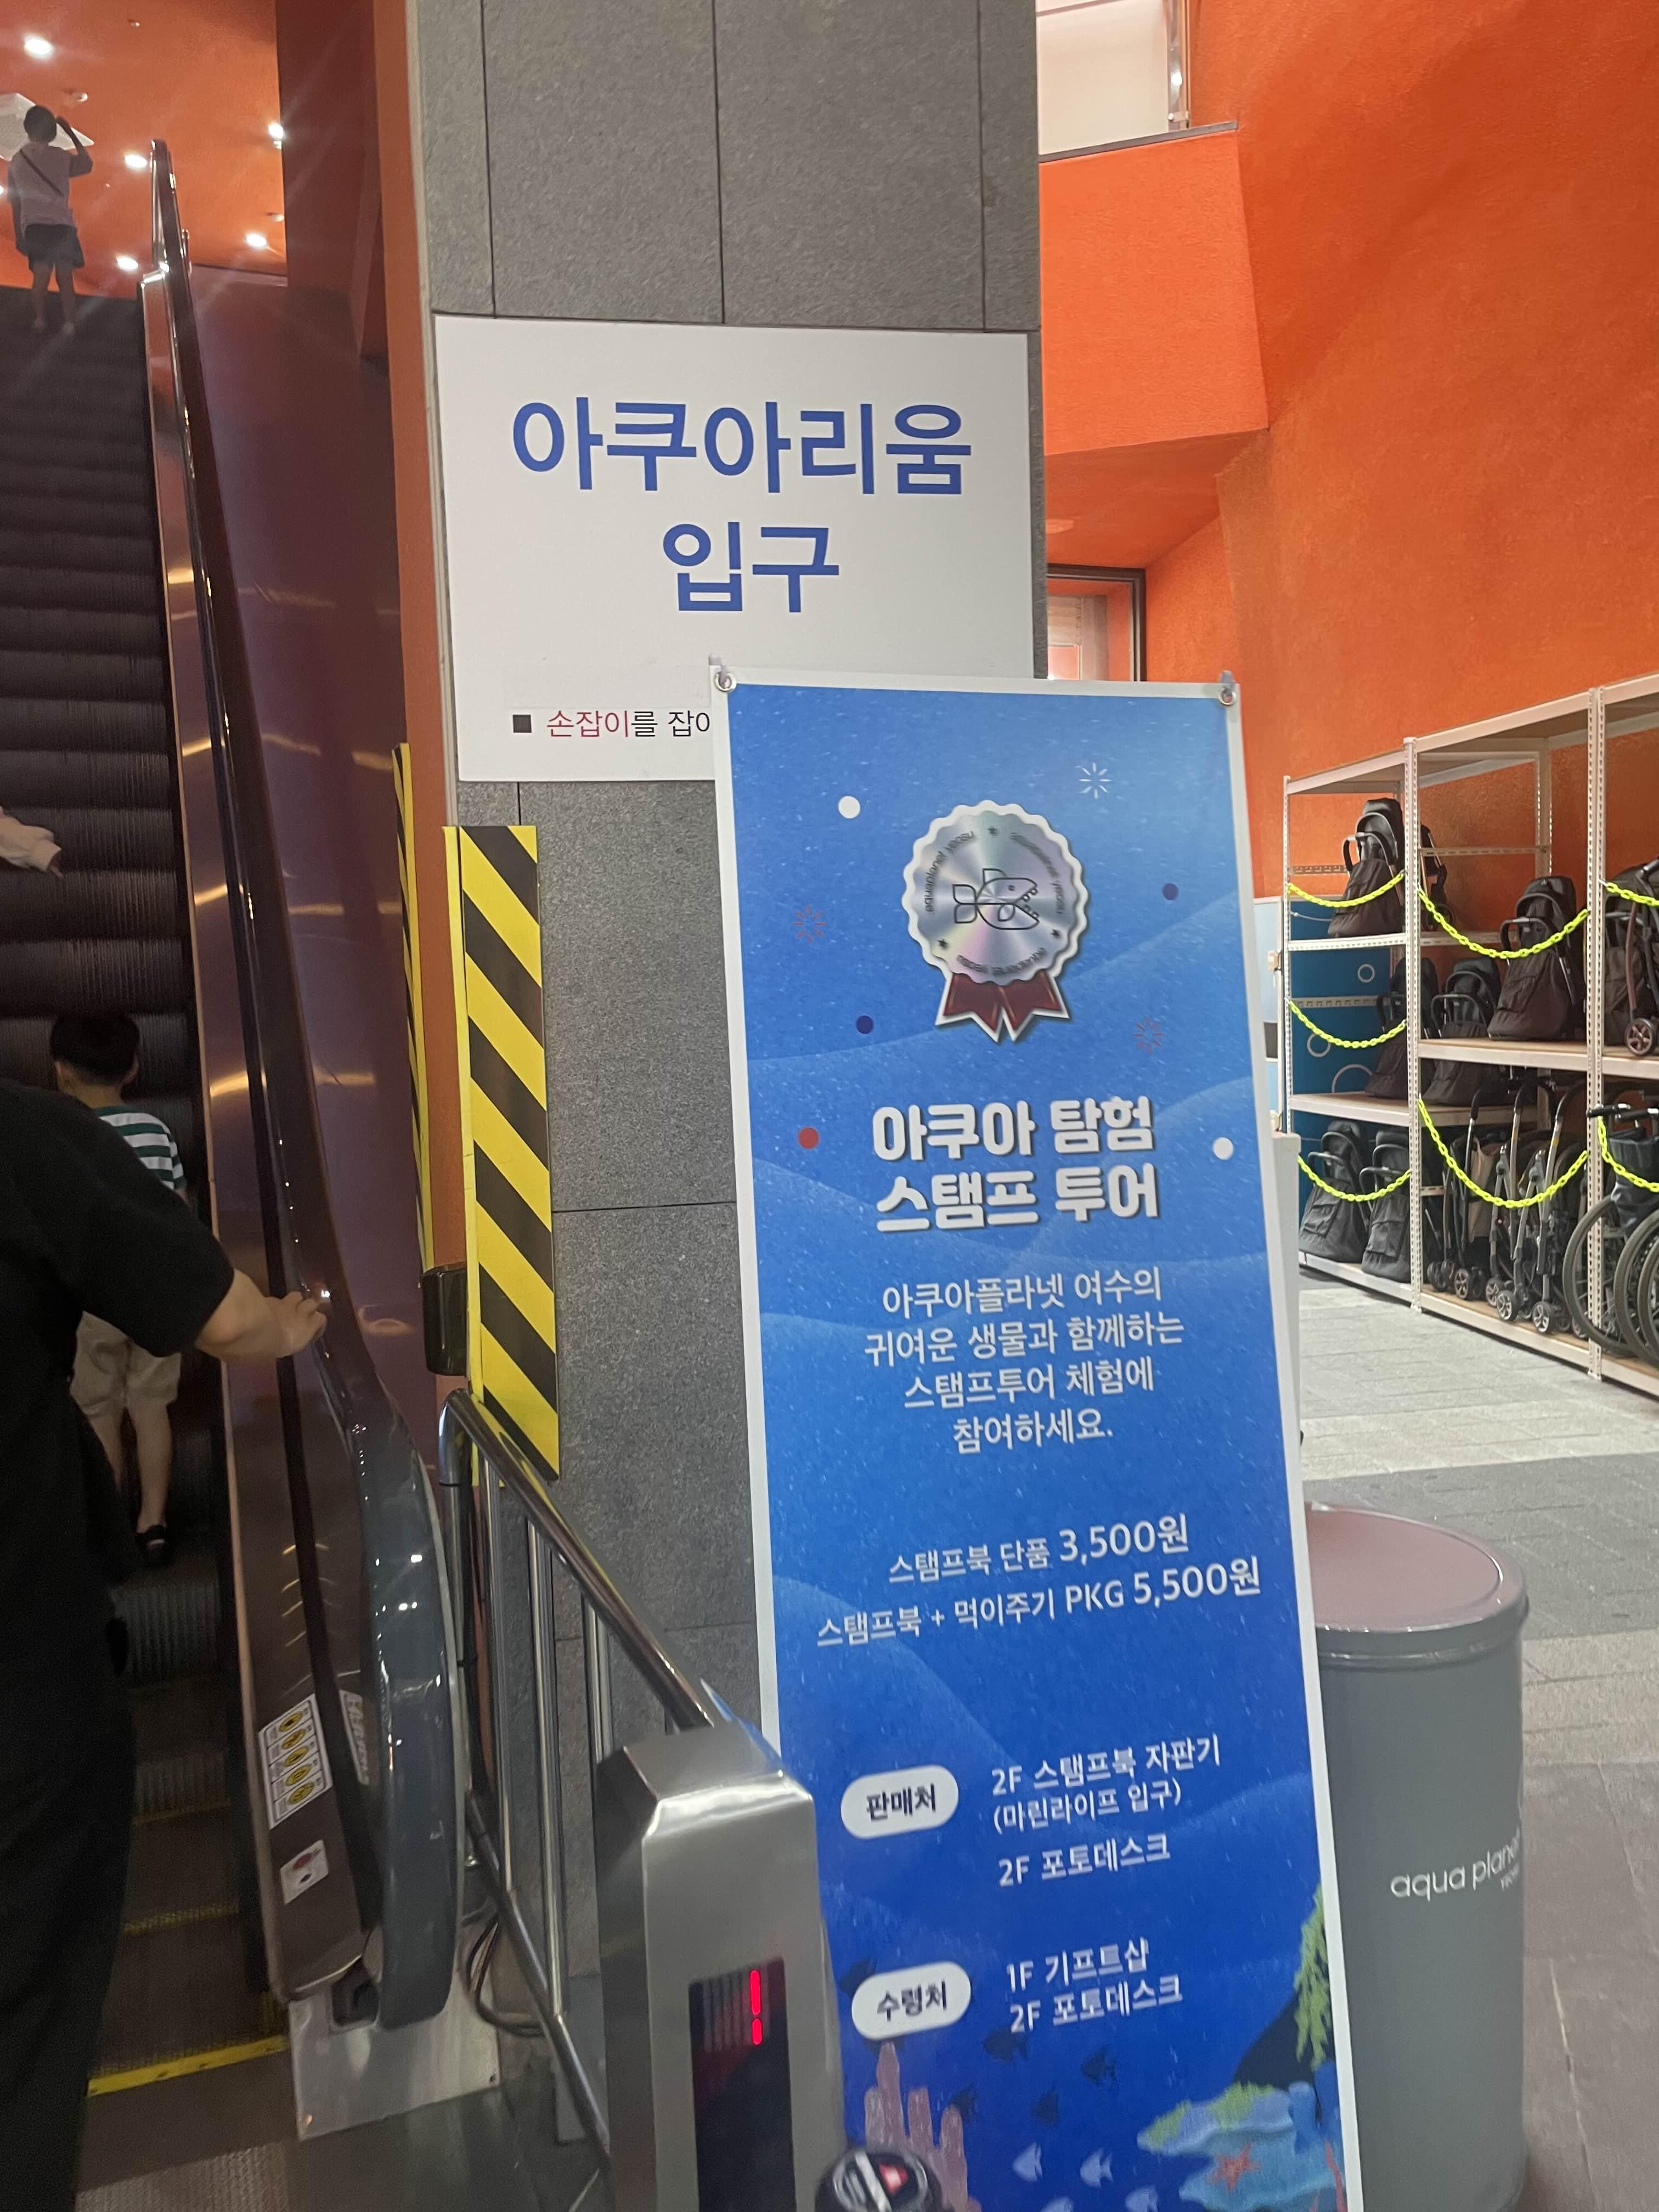 아쿠아리움
입구
■ 손잡이를 잡
아쿠아 탐험
스탬프 투어
아쿠아플라넷 여수의
귀여운 생물과 함께하는
스탬프투어 체험에
참여하세요.
스탬프북 단품 3,500원
스탬프북 + 먹이주기 PKG 5,500원
판매처
2F 스탬프북 자판기
(마린라이프 입구)
2F 포토데스크
수령처
1F 기프트샵
2F 포토데스크
aqua plane